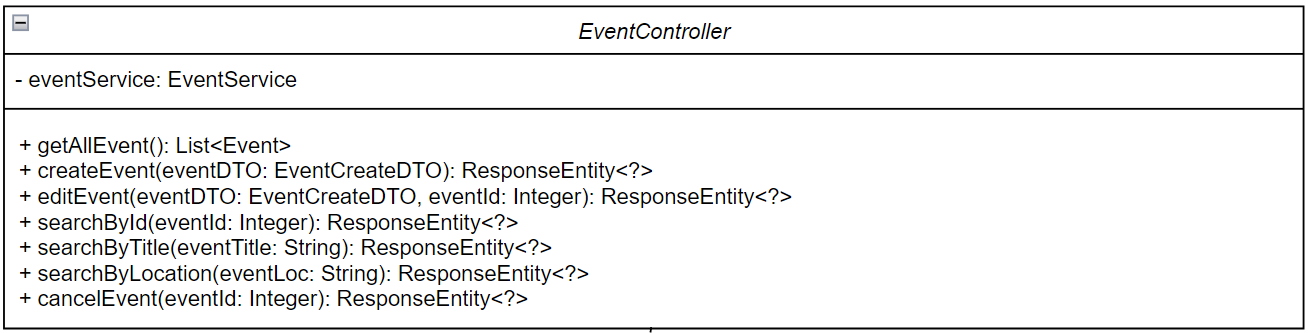 EventController
- eventService: EventService
+ getAllEvent(): List<Event>
+ createEvent(eventDTO: EventCreateDTO): ResponseEntity<?>
+ editEvent(eventDTO: EventCreateDTO, eventId: Integer): ResponseEntity<?>
+ searchById(eventId: Integer): ResponseEntity<?>
+ searchByTitle(eventTitle: String): ResponseEntity<?>
+ searchByLocation(eventLoc: String): ResponseEntity<?>
+ cancelEvent(eventId: Integer): ResponseEntity<?>